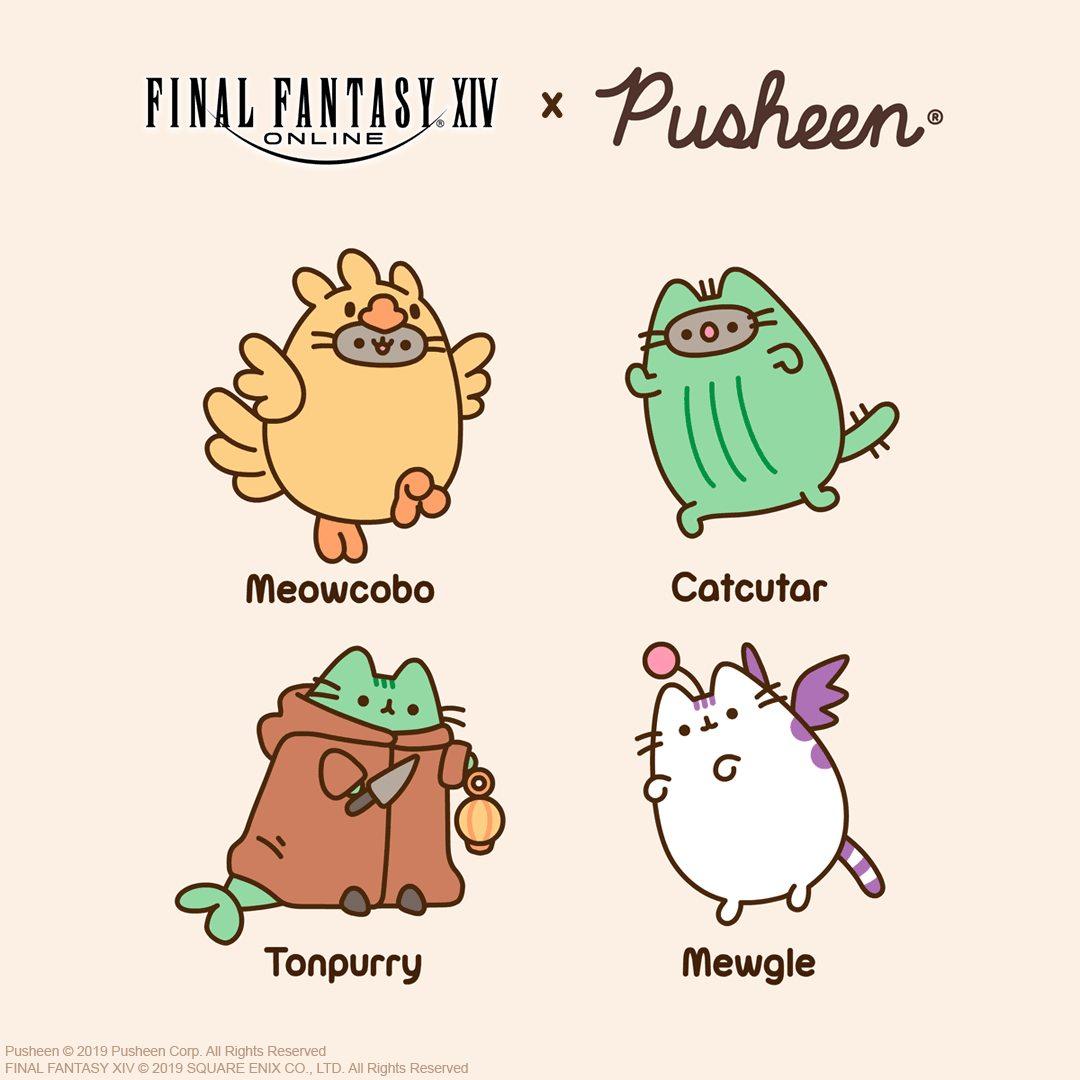 FINAL FANTASY® XIV
ONLINE
x
Pusheen®
Meowcobo
Catcutar
Tonpurry
Mewgle
Pusheen © 2019 Pusheen Corp. All Rights Reserved
FINAL FANTASY XIV © 2019 SQUARE ENIX CO., LTD. All Rights Reserved